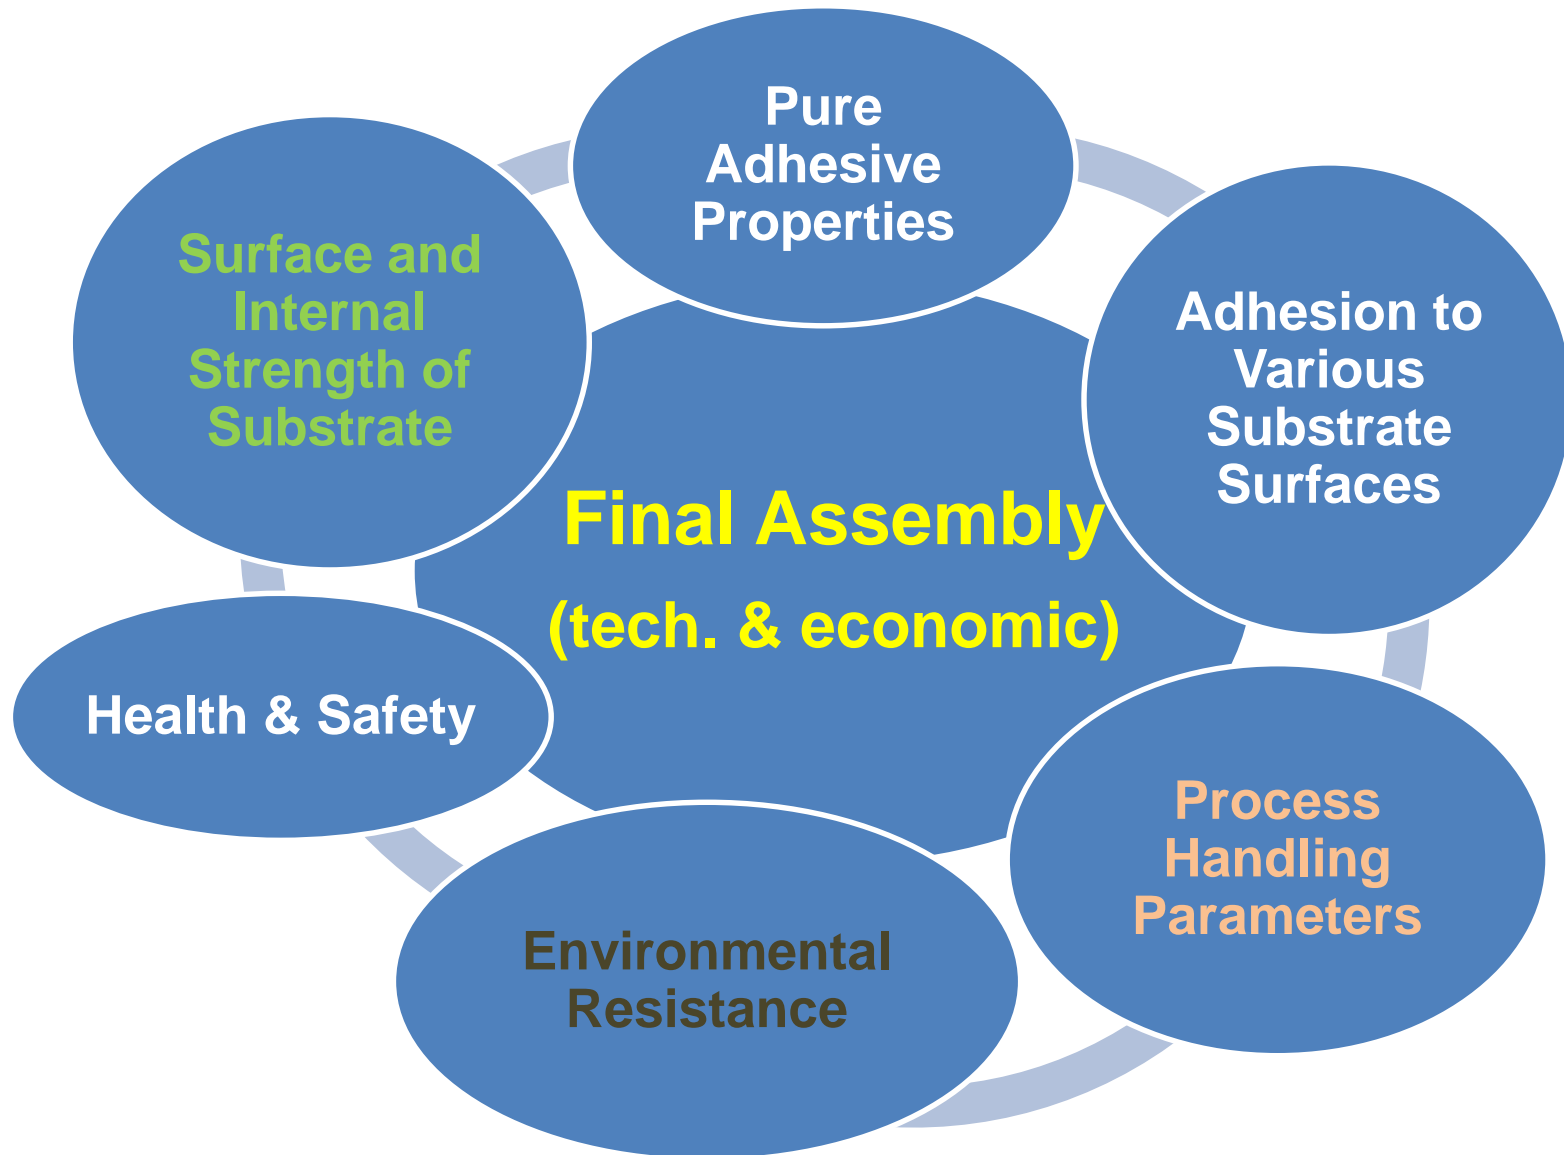 Pure
Adhesive
Properties
Surface and
Internal
Strength of
Substrate
Adhesion to
Various
Substrate
Surfaces
Final Assembly
(tech. & economic)
Health & Safety
Process
Handling
Parameters
Environmental
Resistance